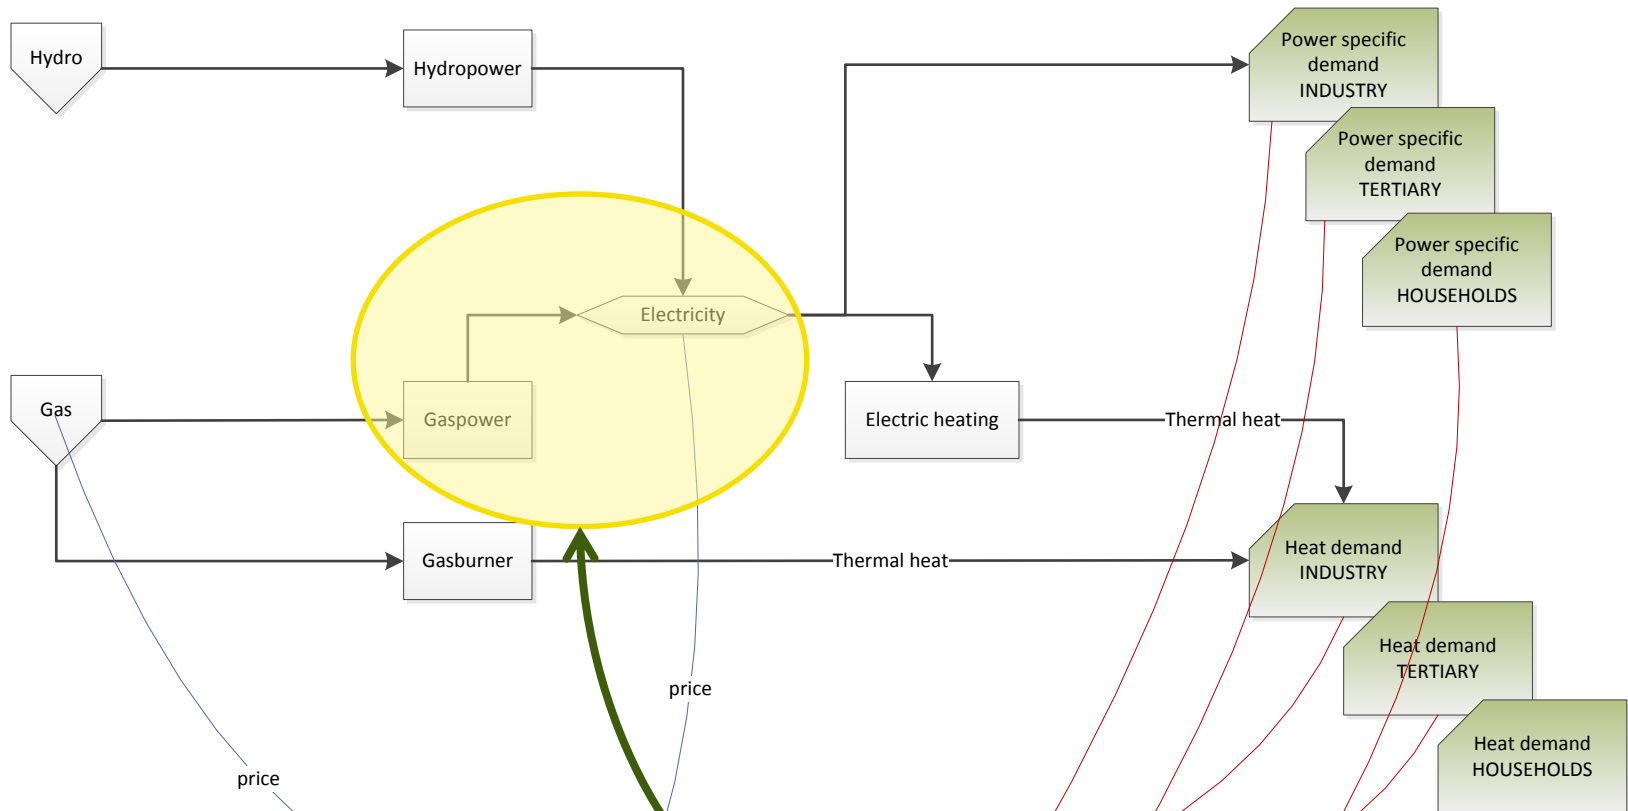 Hydro
Hydropower
Power specific
demand
INDUSTRY
Power specific
demand
TERTIARY
Power specific
demand
HOUSEHOLDS
Electricity
Gas
Gaspower
Electric heating
Thermal heat
Gasburner
Thermal heat
Heat demand
INDUSTRY
Heat demand
TERTIARY
price
Heat demand
HOUSEHOLDS
price